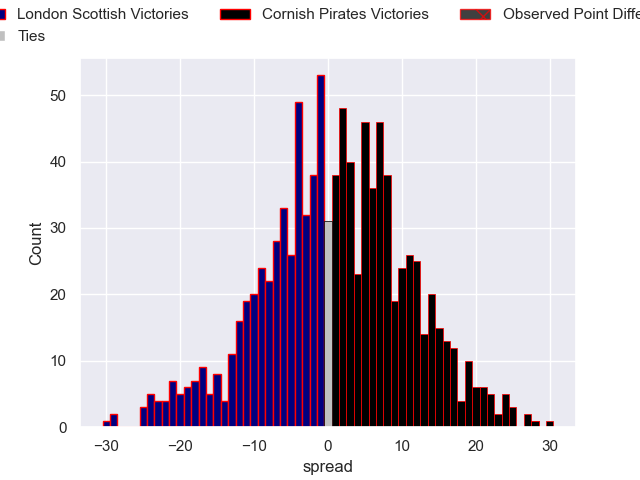 London Scottish Victories Cornish Pirates Victories Observed Point Diffe
Ties
50
40
30
20
10
0
Count
−30 −20 −10 0 10 20 30
spread